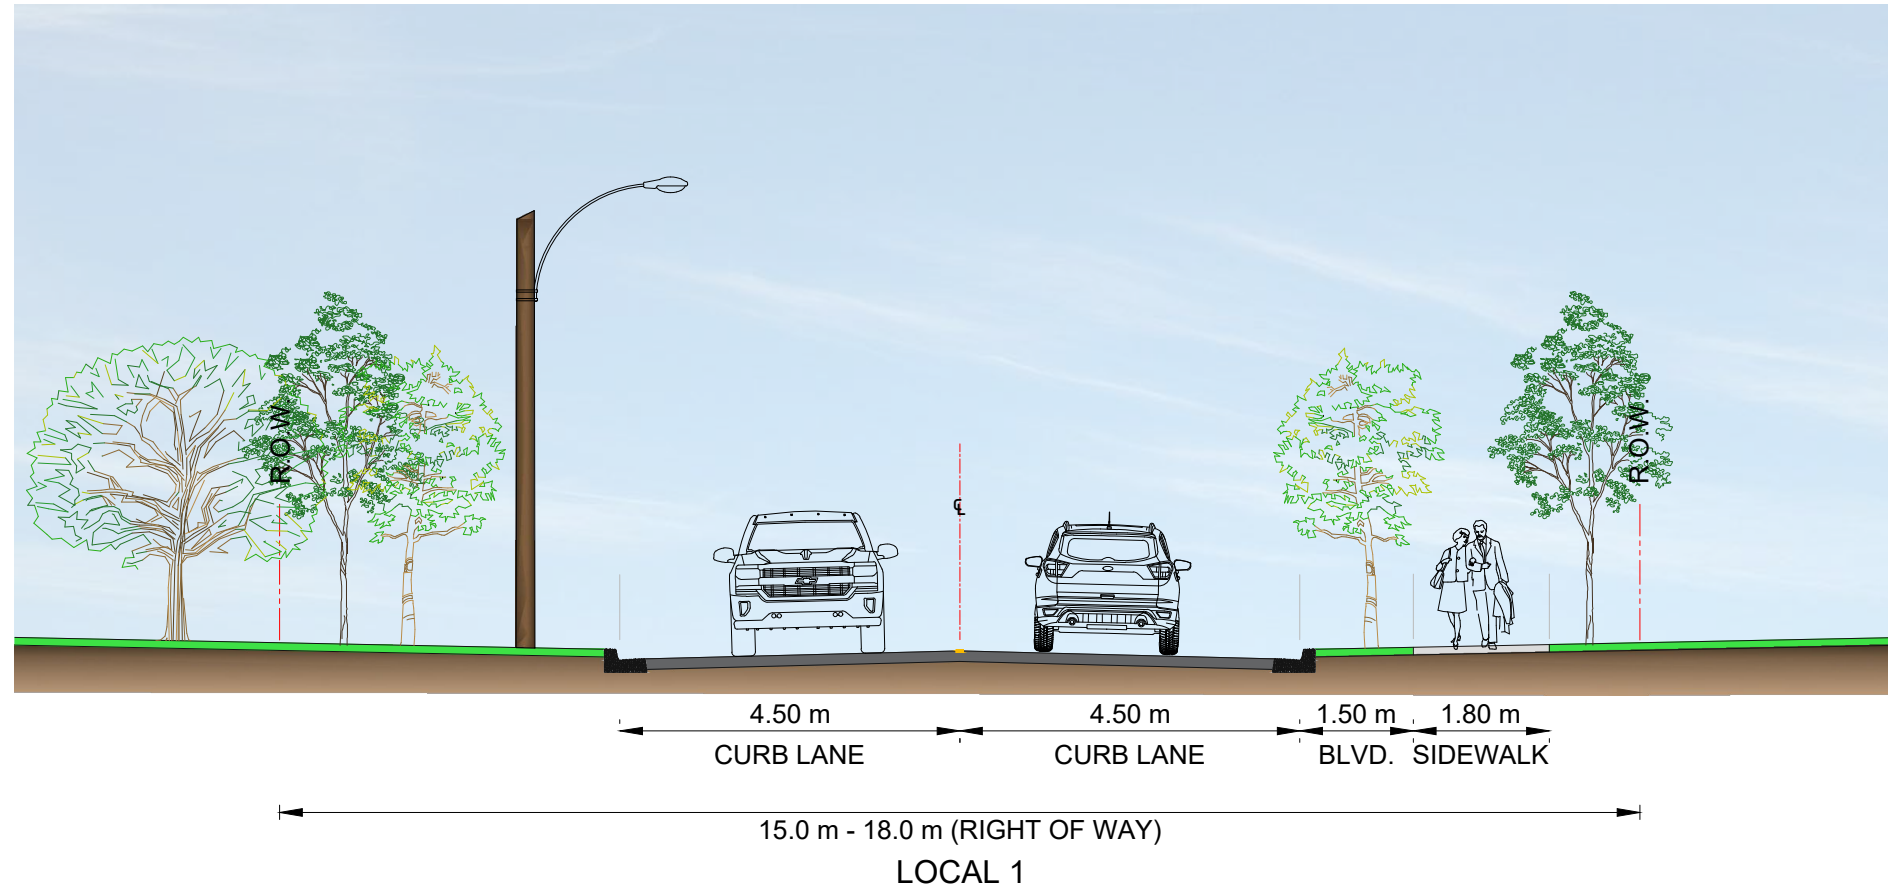 R.O.W.
R.O.W.
℄
4.50 m
4.50 m
1.50 m
1.80 m
CURB LANE
CURB LANE
BLVD.
SIDEWALK
15.0 m - 18.0 m (RIGHT OF WAY)
LOCAL 1